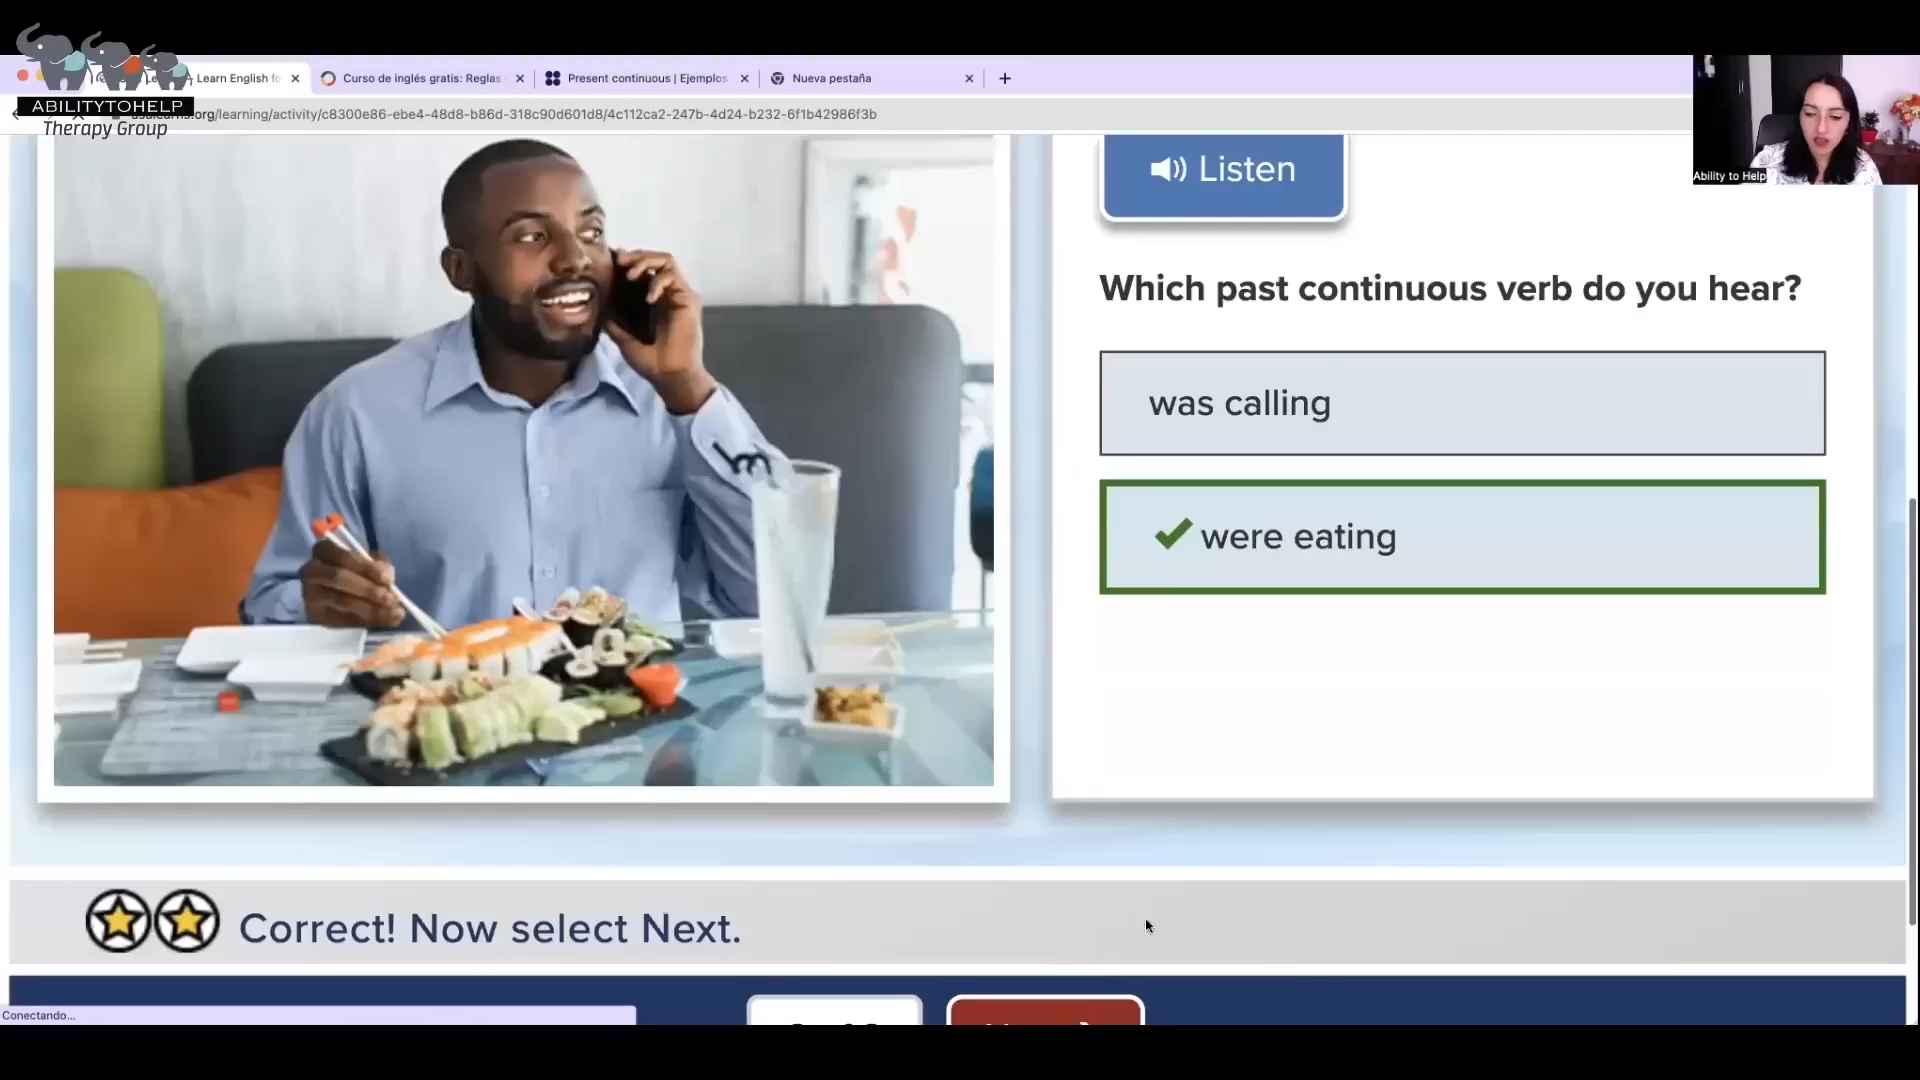 Learn English fo
Curso de inglés gratis: Reglas
Present continuous | Ejemplos
Nueva pestaña
ABILITYTOHELP
Therapy Group
.org/learning/activity/c8300e86-ebe4-48d8-b86d-318c90d601d8/4c112ca2-247b-4d24-b232-6f1b42986f3b
Ability to Help
Listen
Which past continuous verb do you hear?
was calling
were eating
Correct! Now select Next.
Conectando...